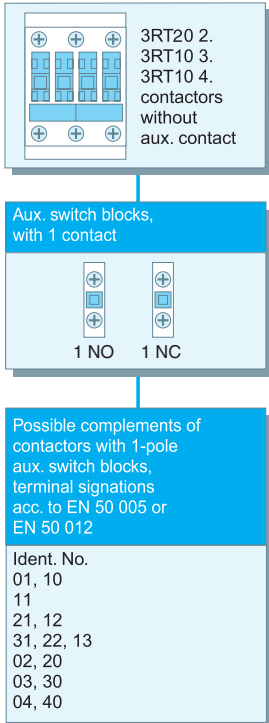 3RT20 2.
3RT10 3.
3RT10 4.
contactors
without
aux. contact
Aux. switch blocks,
with 1 contact
1 NO 1 NC
Possible complements of
contactors with 1-pole
aux. switch blocks,
terminal signations
acc. to EN 50 005 or
EN 50 012
Ident. No.
01, 10
11
21, 12
31, 22, 13
02, 20
03, 30
04, 40